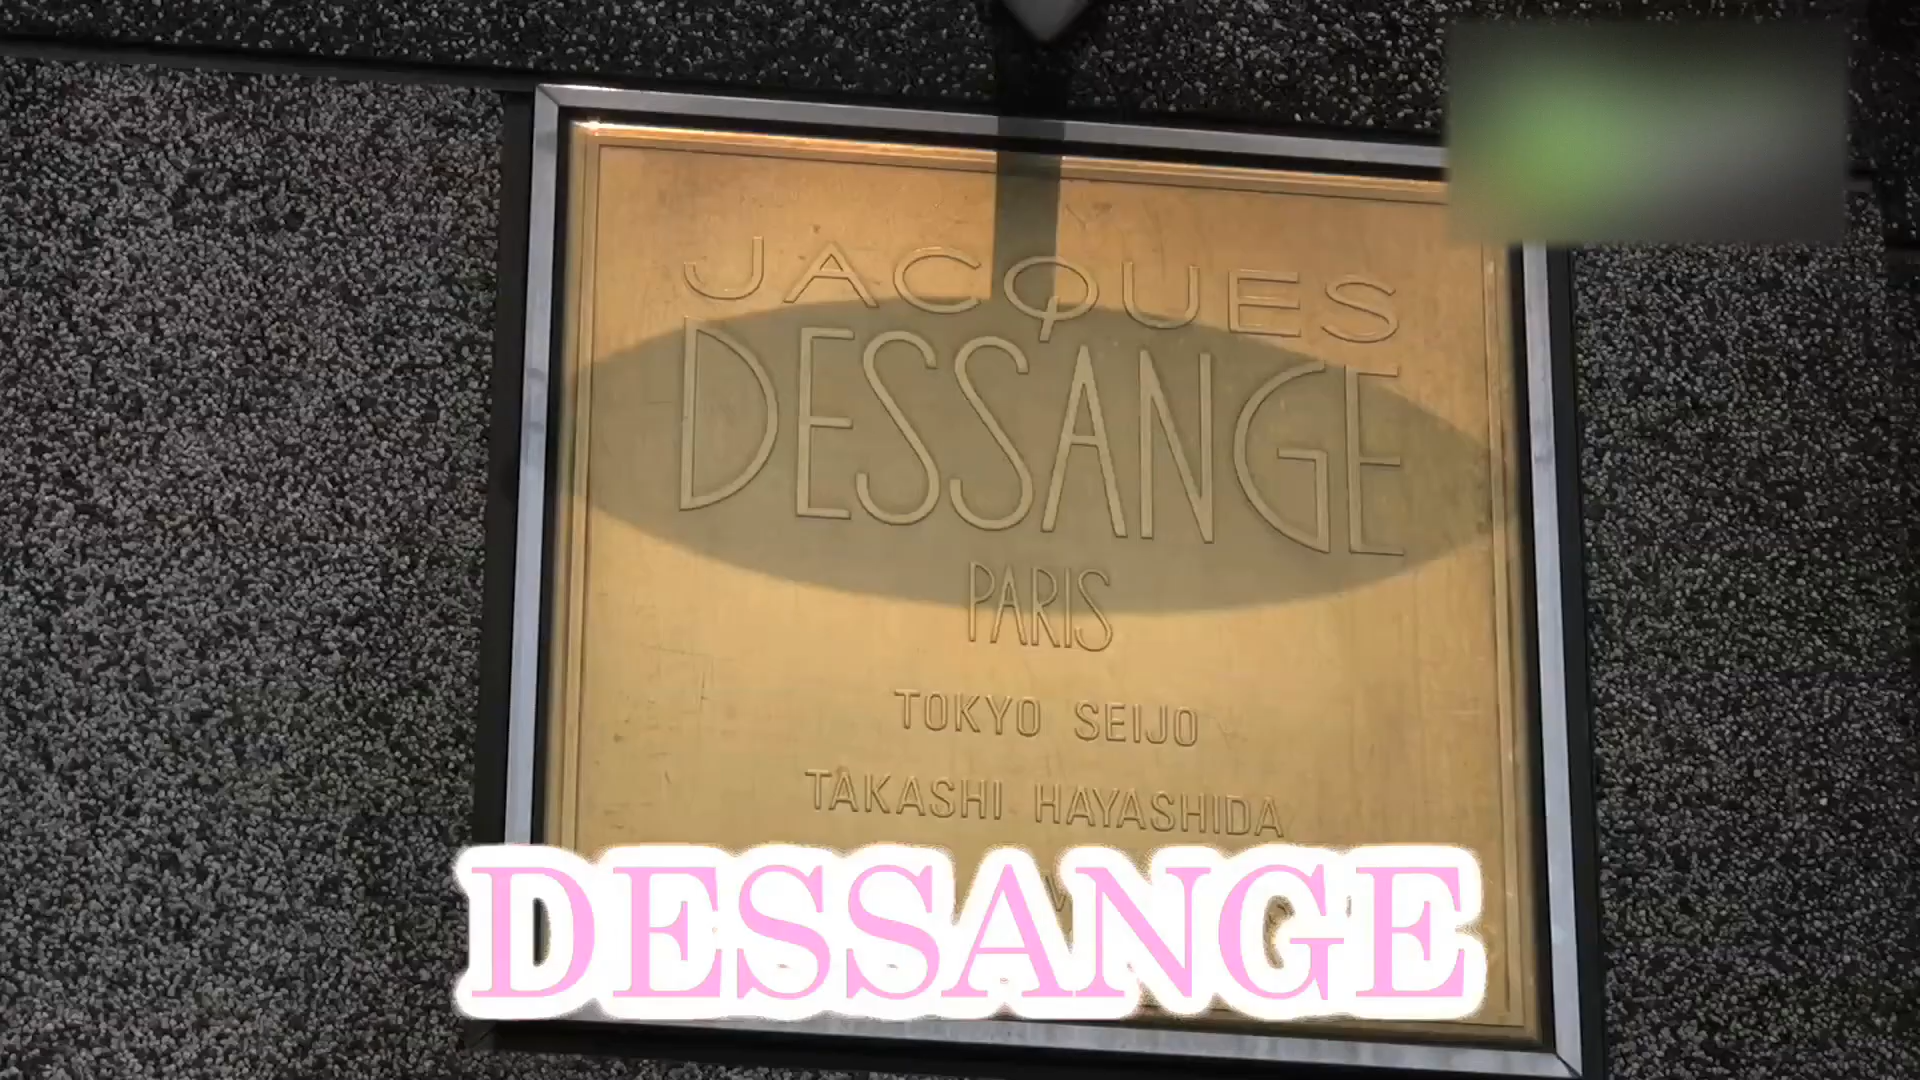 JACQUES
DESSANGE
PARIS
TOKYO SEIJO
TAKASHI HAYASHIDA
DESSANGE